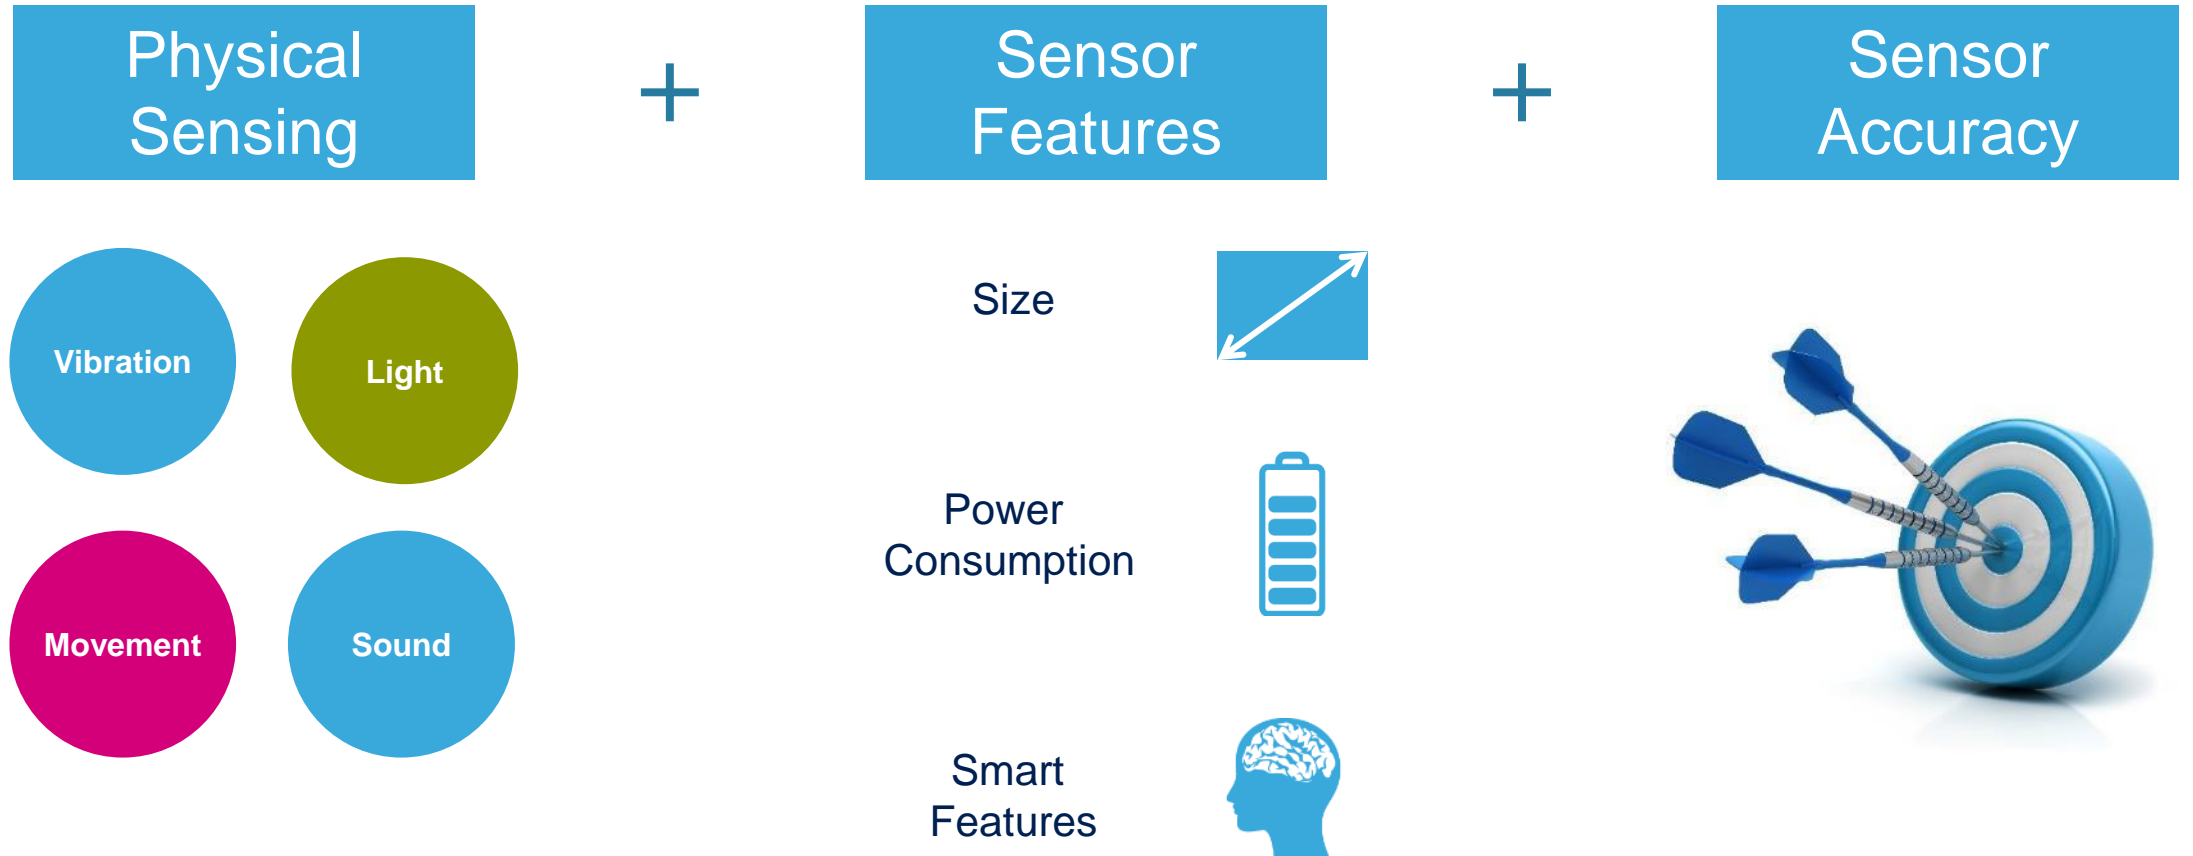 Physical
Sensing
+
Sensor
Features
+
Sensor
Accuracy
Vibration
Light
Movement
Sound
Size
Power
Consumption
Smart
Features